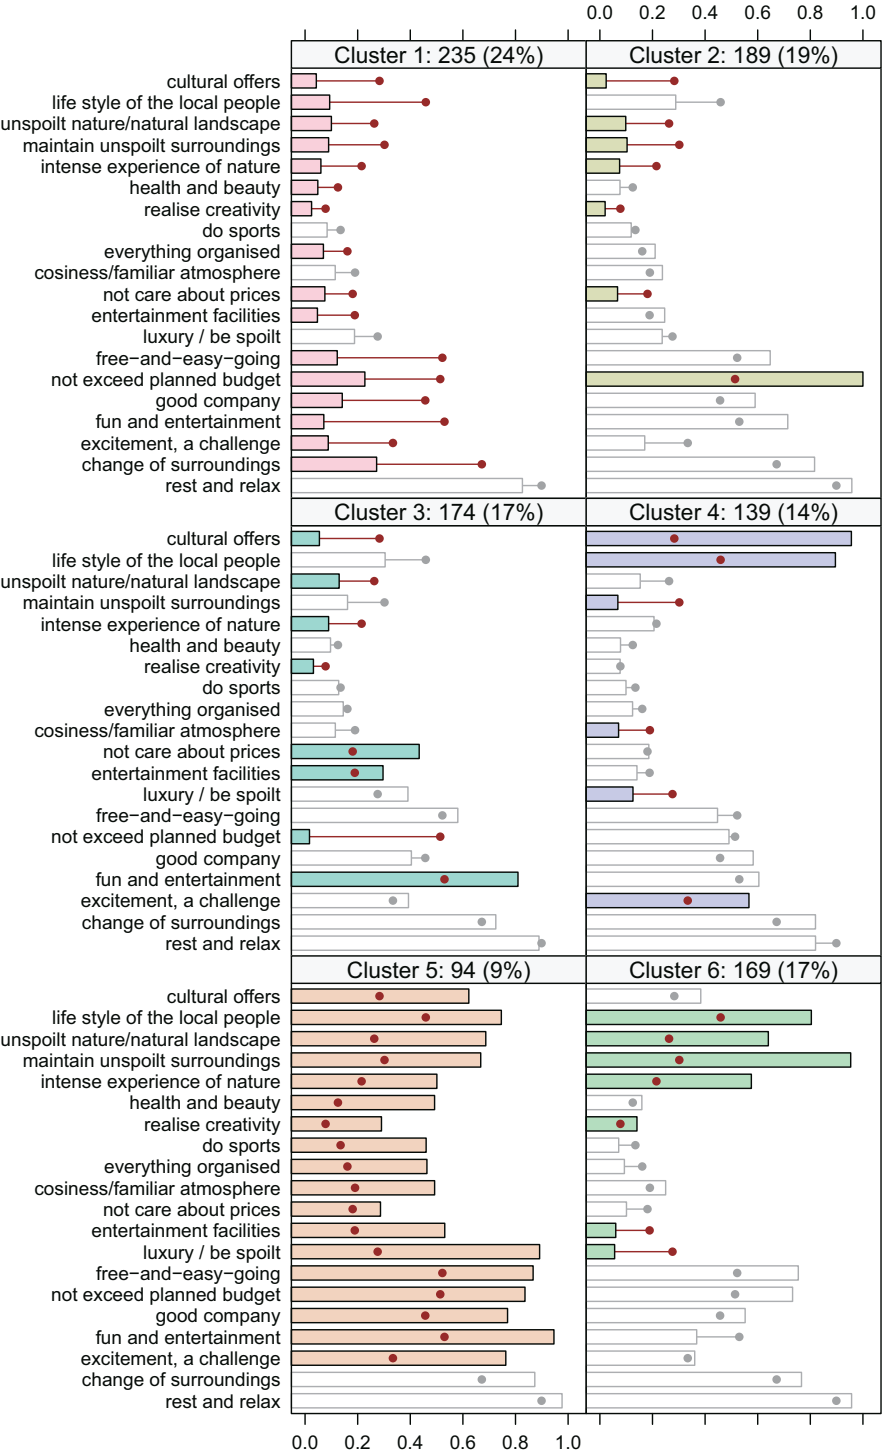 0.0 0.2 0.4 0.6 0.8 1.0
Cluster 1: 235 (24%) Cluster 2: 189 (19%)
cultural offers
life style of the local people
unspoilt nature/natural landscape
maintain unspoilt surroundings
intense experience of nature
health and beauty
realise creativity
do sports
everything organised
cosiness/familiar atmosphere
not care about prices
entertainment facilities
luxury / be spoilt
free−and−easy−going
not exceed planned budget
good company
fun and entertainment
excitement, a challenge
change of surroundings
rest and relax
Cluster 3: 174 (17%) Cluster 4: 139 (14%)
cultural offers
life style of the local people
unspoilt nature/natural landscape
maintain unspoilt surroundings
intense experience of nature
health and beauty
realise creativity
do sports
everything organised
cosiness/familiar atmosphere
not care about prices
entertainment facilities
luxury / be spoilt
free−and−easy−going
not exceed planned budget
good company
fun and entertainment
excitement, a challenge
change of surroundings
rest and relax
Cluster 5: 94 (9%) Cluster 6: 169 (17%)
cultural offers
life style of the local people
unspoilt nature/natural landscape
maintain unspoilt surroundings
intense experience of nature
health and beauty
realise creativity
do sports
everything organised
cosiness/familiar atmosphere
not care about prices
entertainment facilities
luxury / be spoilt
free−and−easy−going
not exceed planned budget
good company
fun and entertainment
excitement, a challenge
change of surroundings
rest and relax
0.0 0.2 0.4 0.6 0.8 1.0